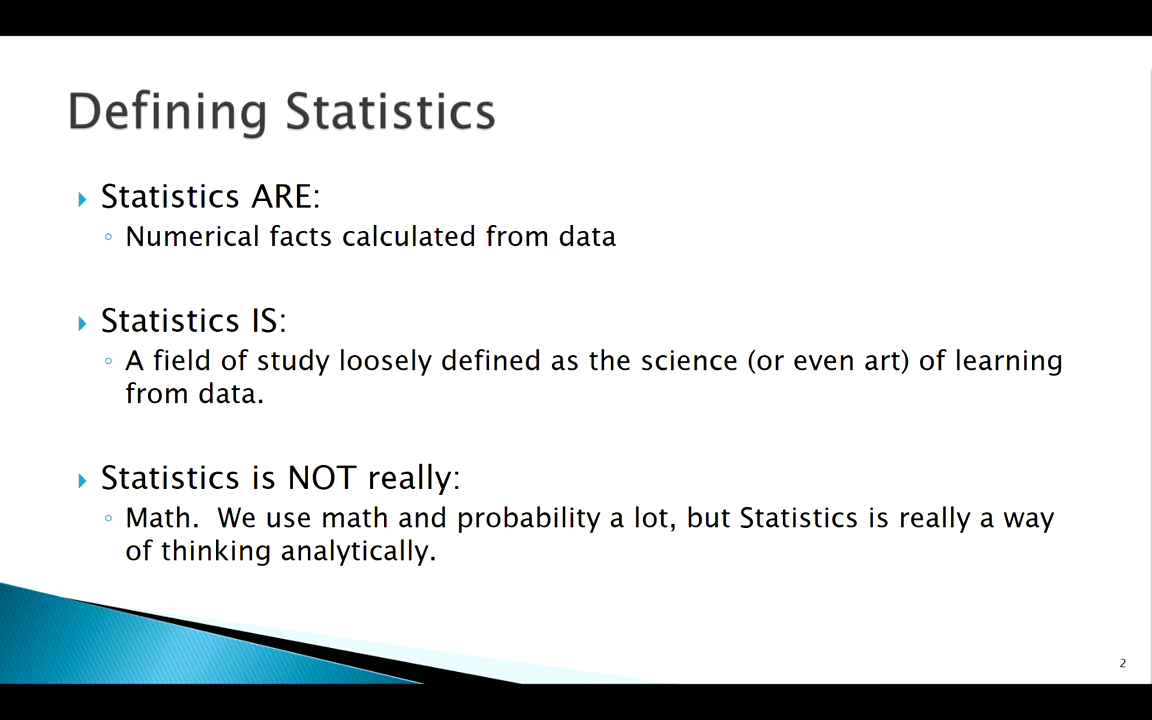 Defining Statistics
Statistics ARE:
Numerical facts calculated from data
Statistics IS:
A field of study loosely defined as the science (or even art) of learning
from data.
Statistics is NOT really:
Math.  We use math and probability a lot, but Statistics is really a way
of thinking analytically.
2